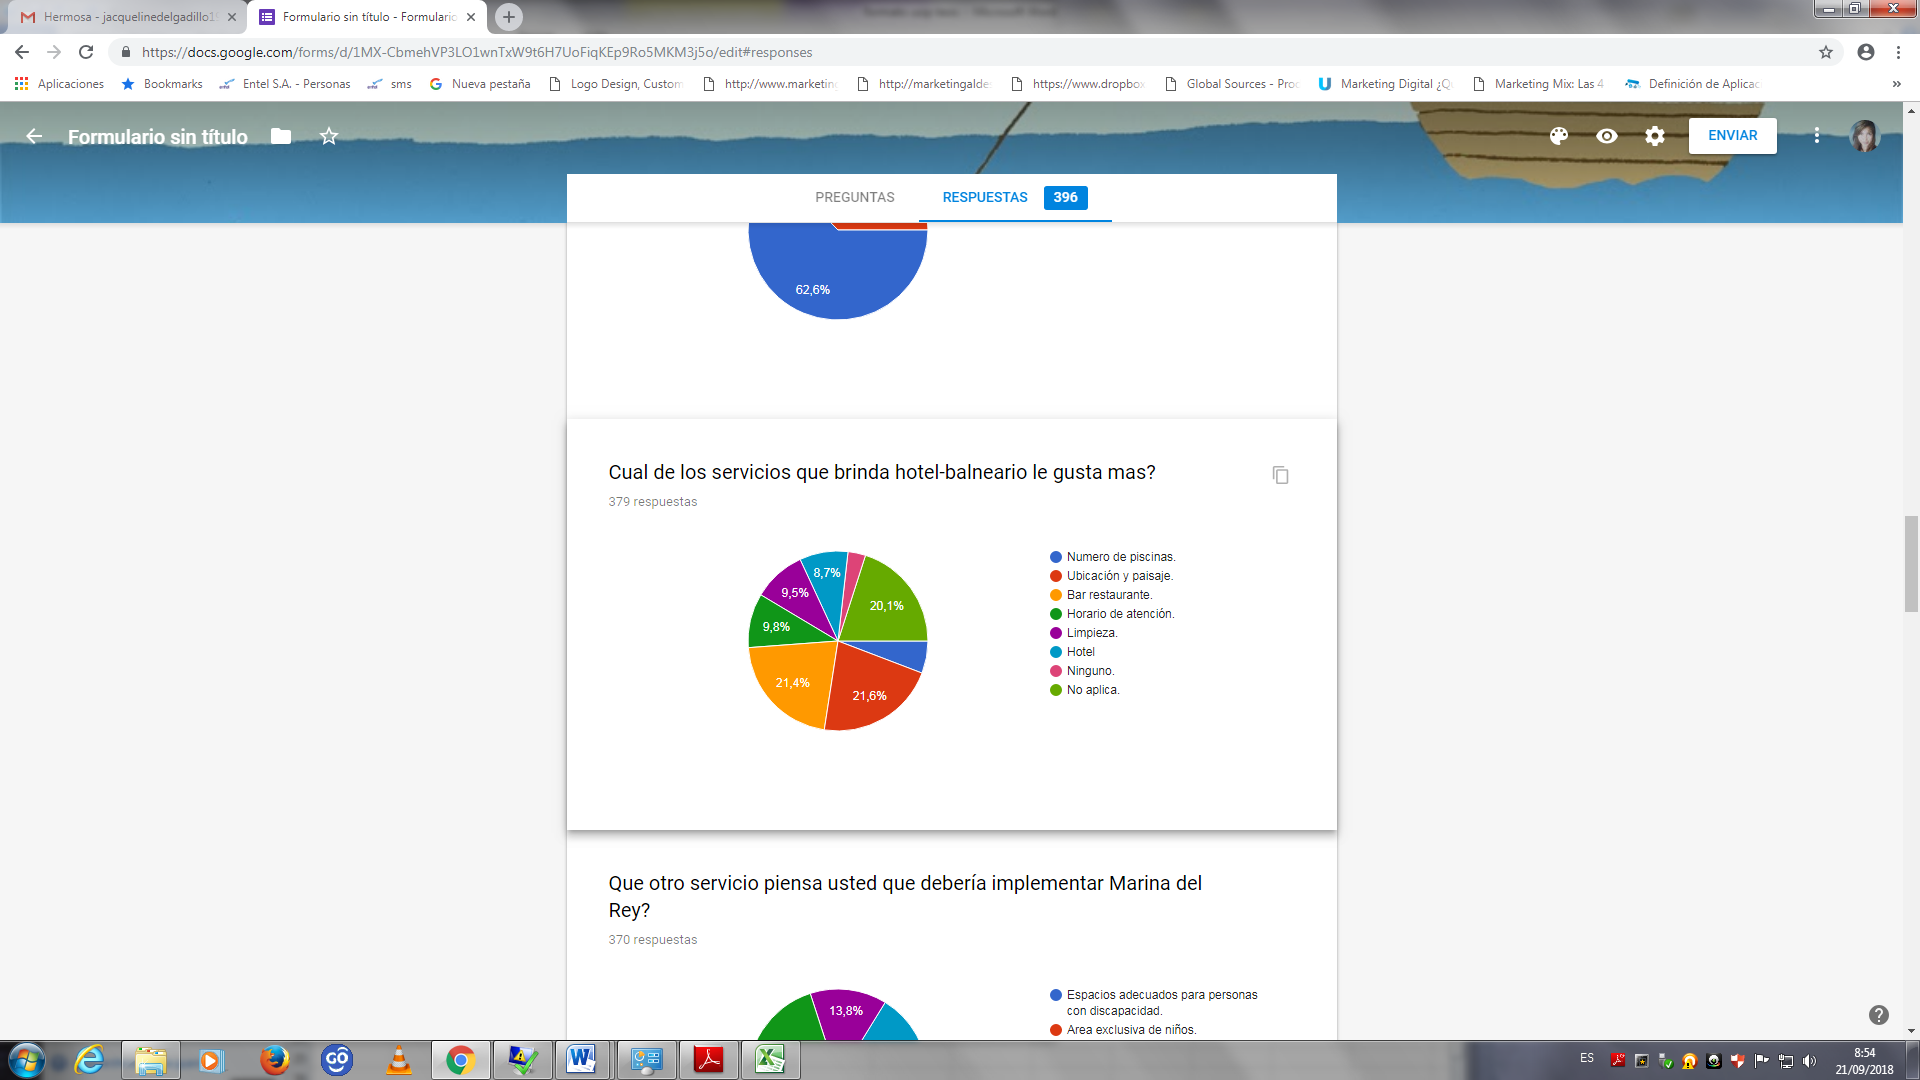 Hermosa - jacquelinedelgadillo1
Formulario sin título - Formulario
https://docs.google.com/forms/d/1MX-CbmehVP3LO1wnTxW9t6H7UoFiqKEp9Ro5MKM3j5o/edit#responses
Aplicaciones
Bookmarks
Entel S.A. - Personas
sms
Nueva pestaña
Logo Design, Custom
http://www.marketing
http://marketingalde
https://www.dropbox
Global Sources - Pro
Marketing Digital ¿Q
Marketing Mix: Las 4
Definición de Aplica
»
Formulario sin título
ENVIAR
PREGUNTAS
RESPUESTAS
396
62,6%
Cual de los servicios que brinda hotel-balneario le gusta mas?
379 respuestas
8,7%
9,5%
20,1%
9,8%
21,4%
21,6%
Numero de piscinas.
Ubicación y paisaje.
Bar restaurante.
Horario de atención.
Limpieza.
Hotel
Ninguno.
No aplica.
Que otro servicio piensa usted que debería implementar Marina del
Rey?
370 respuestas
13,8%
Espacios adecuados para personas
con discapacidad.
Area exclusiva de niños.
GO
ES
8:54
21/09/2018